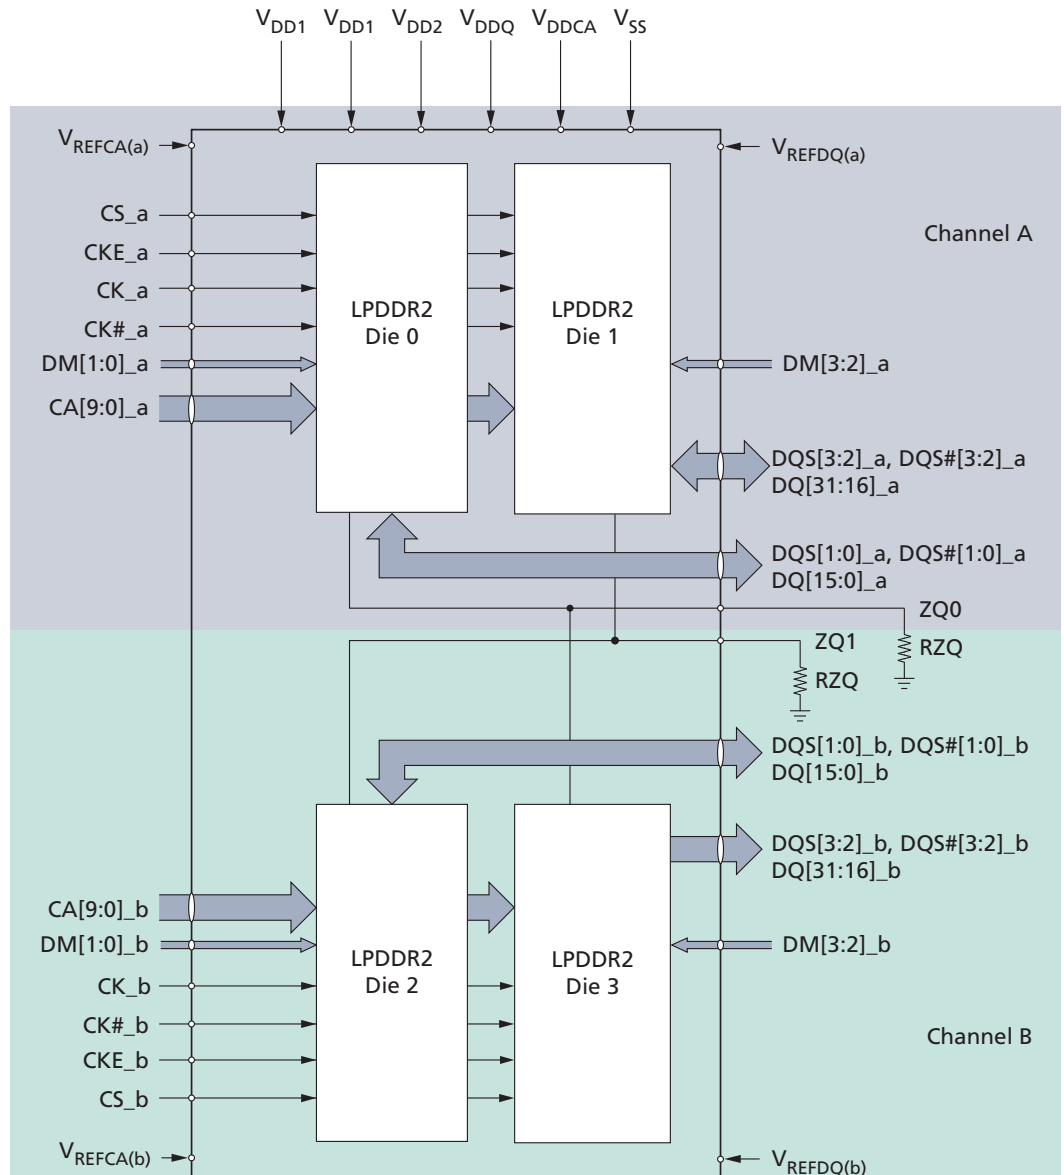 VDD1 VDD1 VDD2 VDDQ VDDCA VSS
VREFCA(a)
VREFDQ(a)
CS_a
CKE_a
CK_a
CK#_a
DM[1:0]_a
CA[9:0]_a
LPDDR2
Die 0
LPDDR2
Die 1
Channel A
DM[3:2]_a
DQS[3:2]_a, DQS#[3:2]_a
DQ[31:16]_a
DQS[1:0]_a, DQS#[1:0]_a
DQ[15:0]_a
ZQ0
RZQ
ZQ1
RZQ
DQS[1:0]_b, DQS#[1:0]_b
DQ[15:0]_b
DQS[3:2]_b, DQS#[3:2]_b
DQ[31:16]_b
CA[9:0]_b
DM[1:0]_b
CK_b
CK#_b
CKE_b
CS_b
LPDDR2
Die 2
LPDDR2
Die 3
DM[3:2]_b
Channel B
VREFCA(b)
VREFDQ(b)